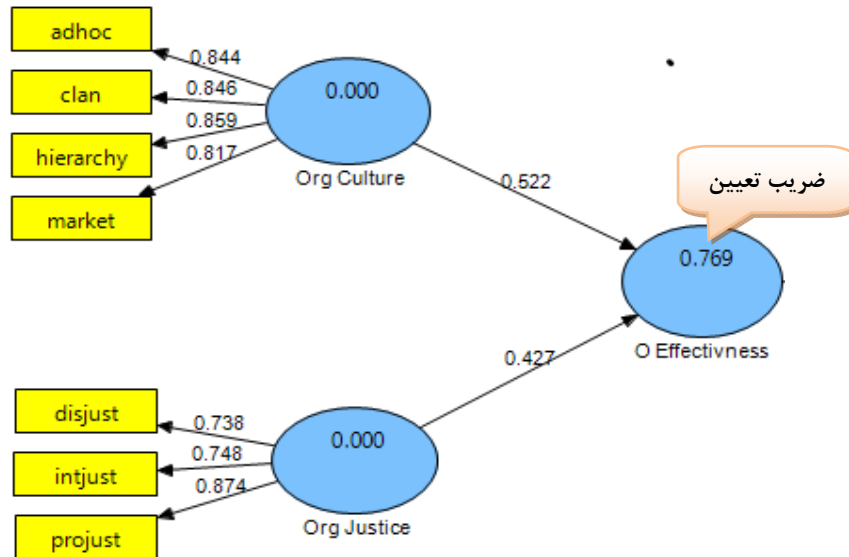 adhoc
0.844
clan
0.846
0.000
hierarchy
0.859
0.817
Org Culture
market
0.522
ضریب تعیین
0.769
O Effectivness
0.427
disjust
0.738
0.000
intjust
0.748
0.874
projust
Org Justice